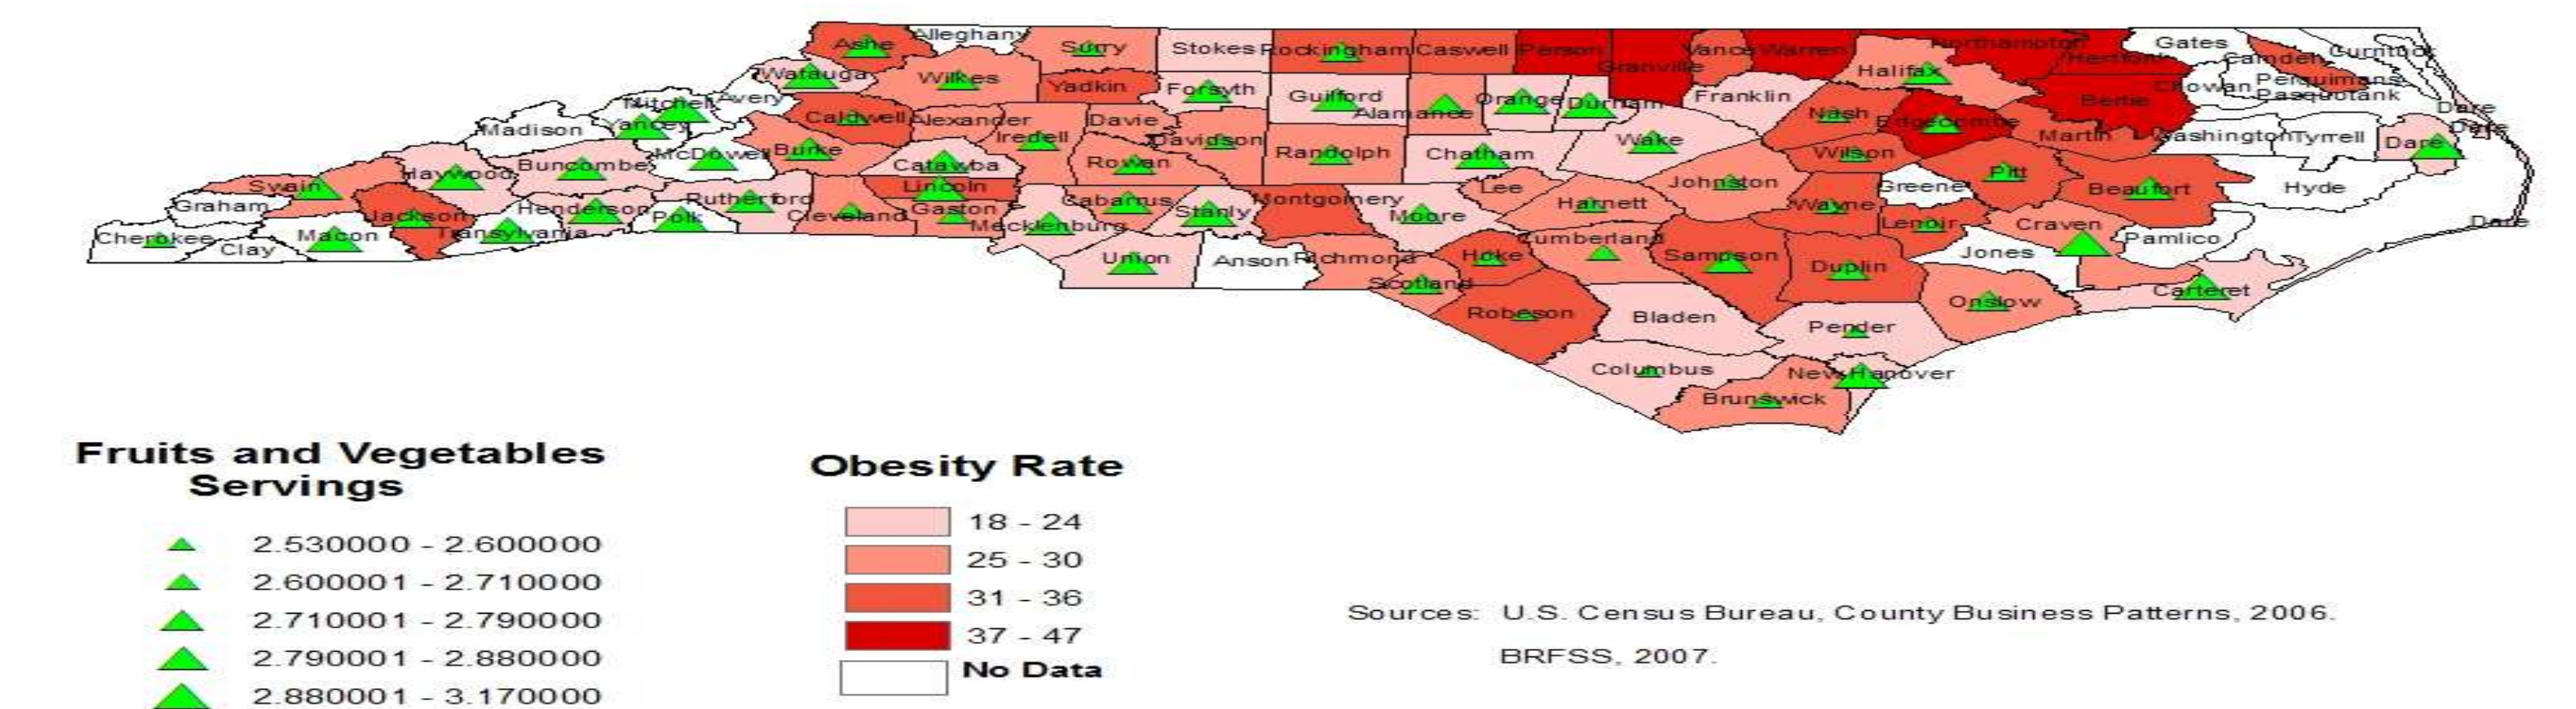 Ashe
Alleghany
Surry
Stokes
Rockingham
Caswell
Person
Granville
Vance
Warren
Northampton
Hertford
Gates
Camden
Currituck
Watauga
Wilkes
Yadkin
Forsyth
Guilford
Alamance
Orange
Durham
Franklin
Halifax
Bertie
Chowan
Perquimans
Pasquotank
Mitchell
Avery
Yancey
Madison
Caldwell
Alexander
Davie
Iredell
Davidson
Nash
Edgecombe
Martin
Washington
Tyrrell
Dare
Dare
Dare
McDowell
Burke
Catawba
Rowan
Randolph
Chatham
Wake
Wilson
Swain
Haywood
Buncombe
Lincoln
Lee
Johnston
Greene
Pitt
Beaufort
Hyde
Graham
Jackson
Henderson
Polk
Rutherford
Cleveland
Gaston
Cabarrus
Stanly
Montgomery
Moore
Harnett
Wayne
Lenoir
Craven
Pamlico
Dare
Cherokee
Clay
Macon
Transylvania
Mecklenburg
Union
Anson
Richmond
Scotland
Hoke
Cumberland
Sampson
Duplin
Jones
Carteret
Onslow
Robeson
Bladen
Pender
Columbus
New Hanover
Brunswick
Fruits and Vegetables
Servings
2.530000 - 2.600000
2.600001 - 2.710000
2.710001 - 2.790000
2.790001 - 2.880000
2.880001 - 3.170000
Obesity Rate
18 - 24
25 - 30
31 - 36
37 - 47
No Data
Sources: U.S. Census Bureau, County Business Patterns, 2006.
BRFSS, 2007.